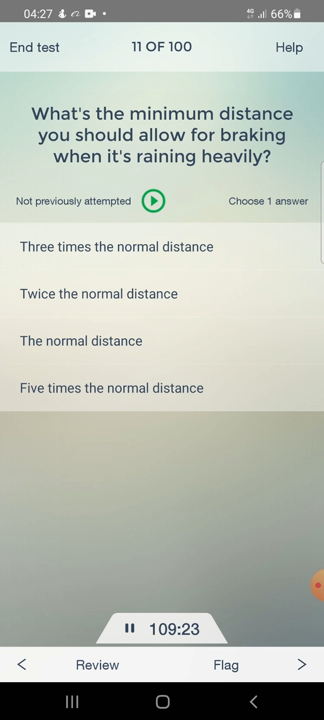 04:27
4G 66%
End test 11 OF 100 Help
What's the minimum distance
you should allow for braking
when it's raining heavily?
Not previously attempted Choose 1 answer
Three times the normal distance
Twice the normal distance
The normal distance
Five times the normal distance
109:23
Review Flag